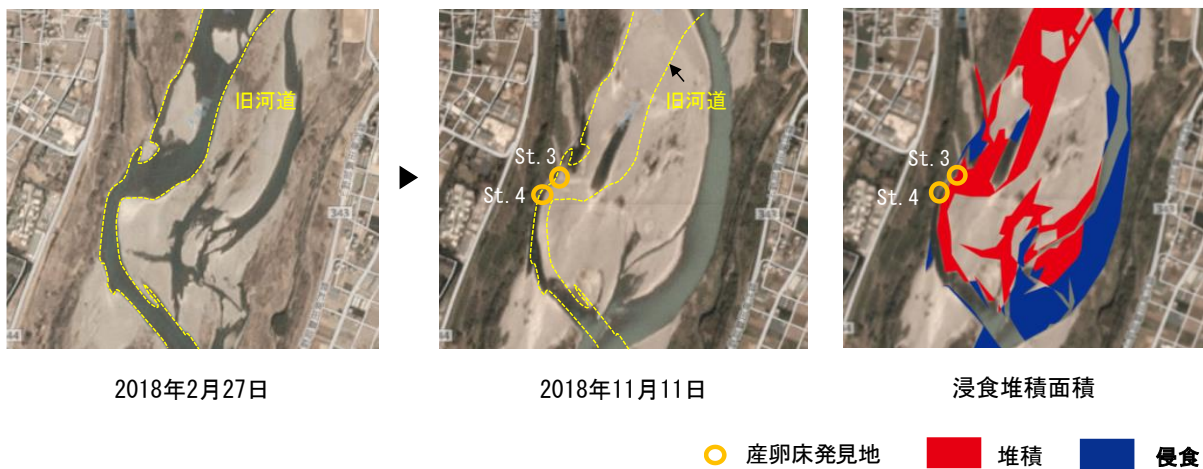 旧河道
旧河道
St. 3
St. 4
343
St. 3
St. 4
2018年2月27日
2018年11月11日
浸食堆積面積
産卵床発見地
堆積
侵食